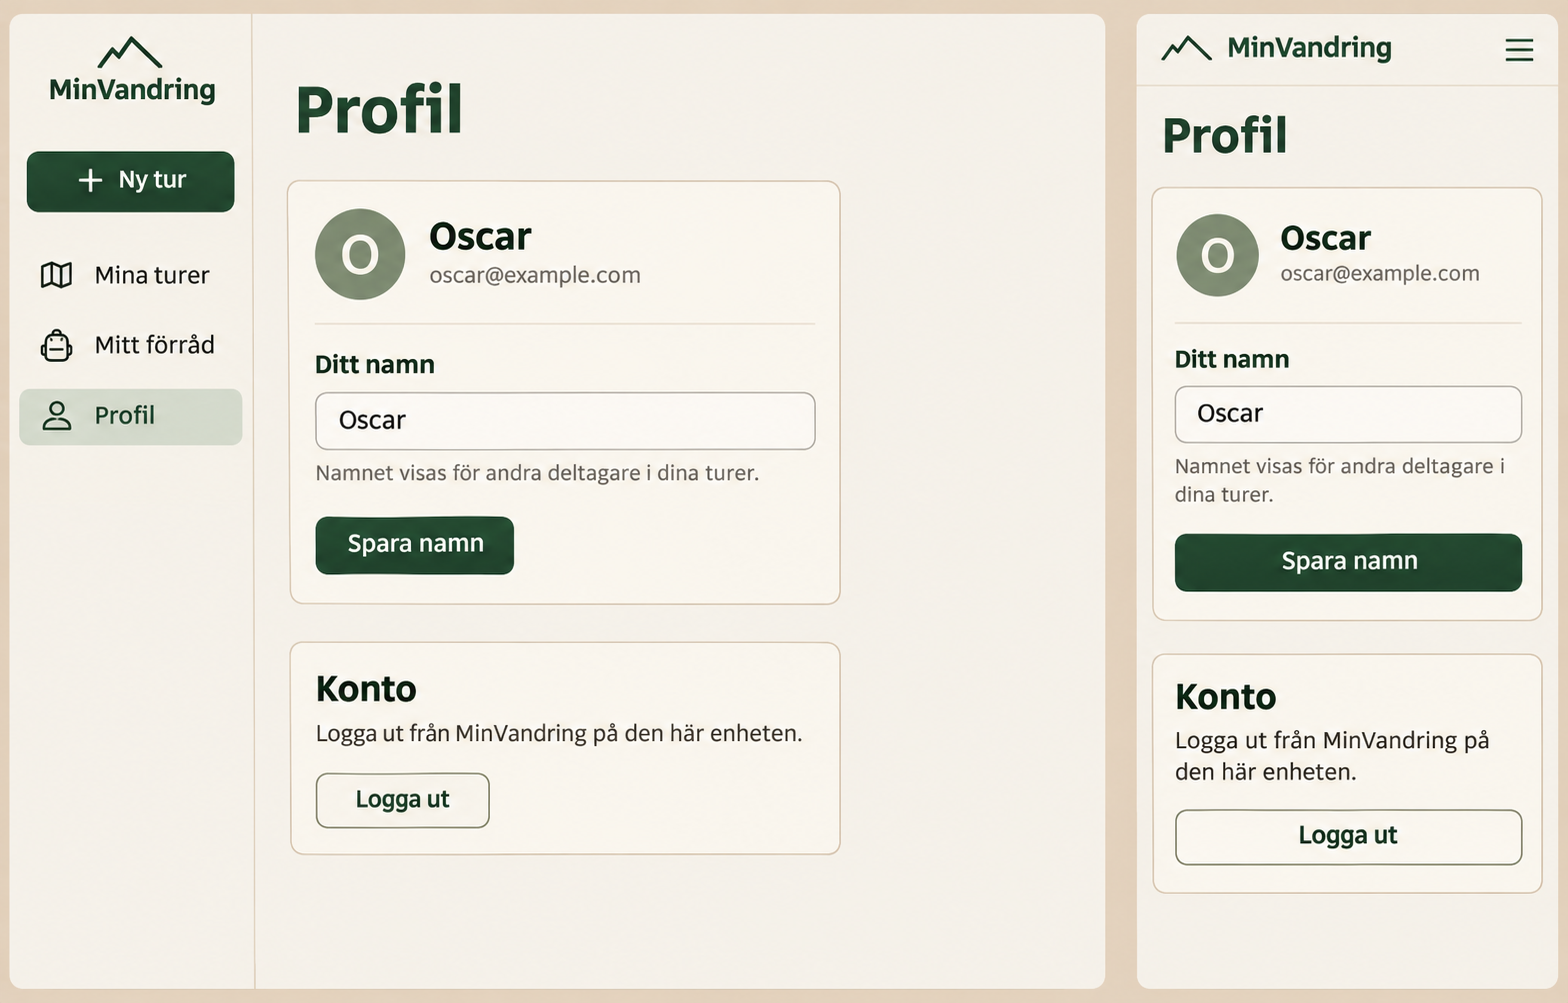 MinVandring
Ny tur
Mina turer
Mitt förråd
Profil
Profil
O
Oscar
oscar@example.com
Ditt namn
Oscar
Namnet visas för andra deltagare i dina turer.
Spara namn
Konto
Logga ut från MinVandring på den här enheten.
Logga ut
MinVandring
Profil
O
Oscar
oscar@example.com
Ditt namn
Oscar
Namnet visas för andra deltagare i
dina turer.
Spara namn
Konto
Logga ut från MinVandring på
den här enheten.
Logga ut